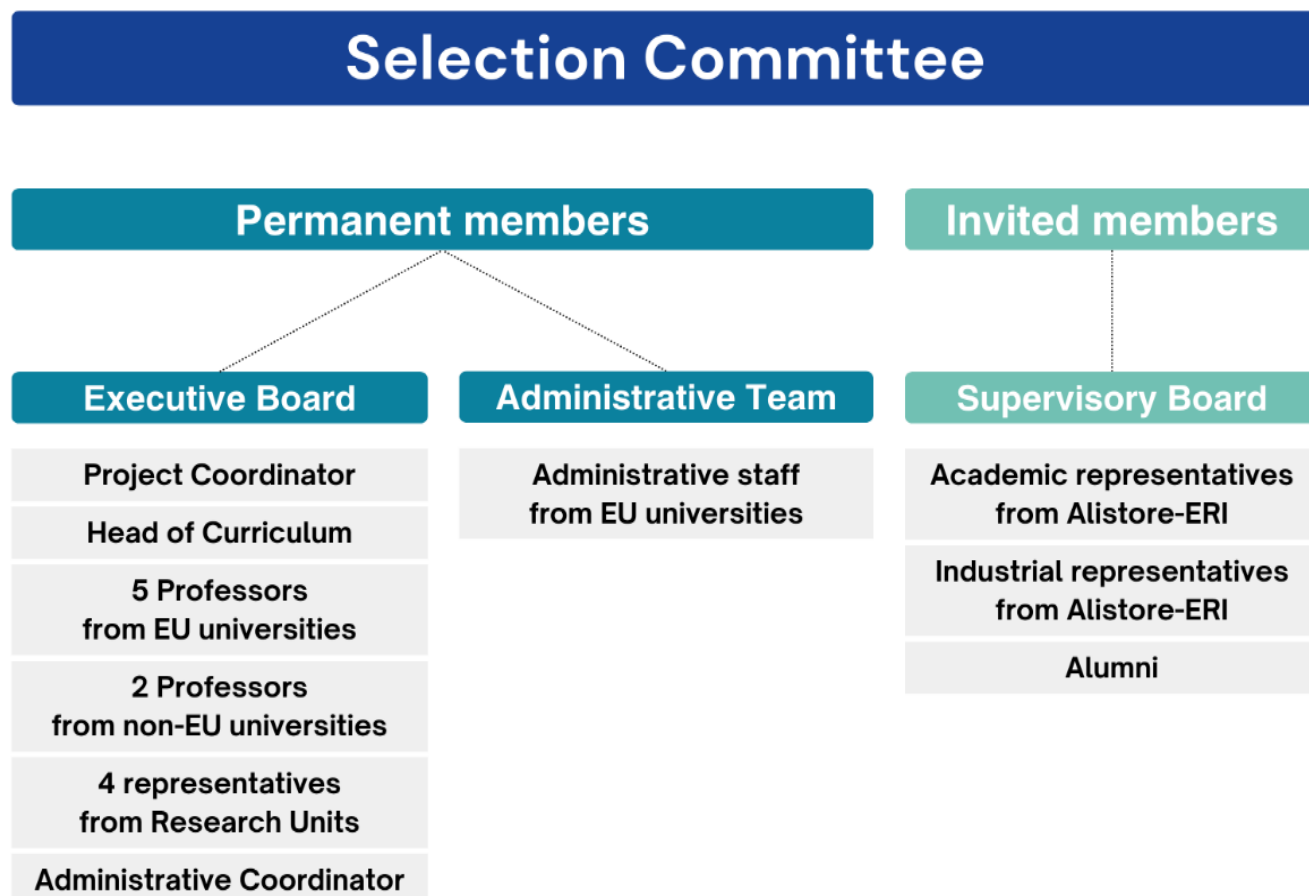 Selection Committee
Permanent members
Invited members
Executive Board
Administrative Team
Supervisory Board
Project Coordinator
Head of Curriculum
5 Professors
from EU universities
2 Professors
from non-EU universities
4 representatives
from Research Units
Administrative Coordinator
Administrative staff
from EU universities
Academic representatives
from Alistore-ERI
Industrial representatives
from Alistore-ERI
Alumni